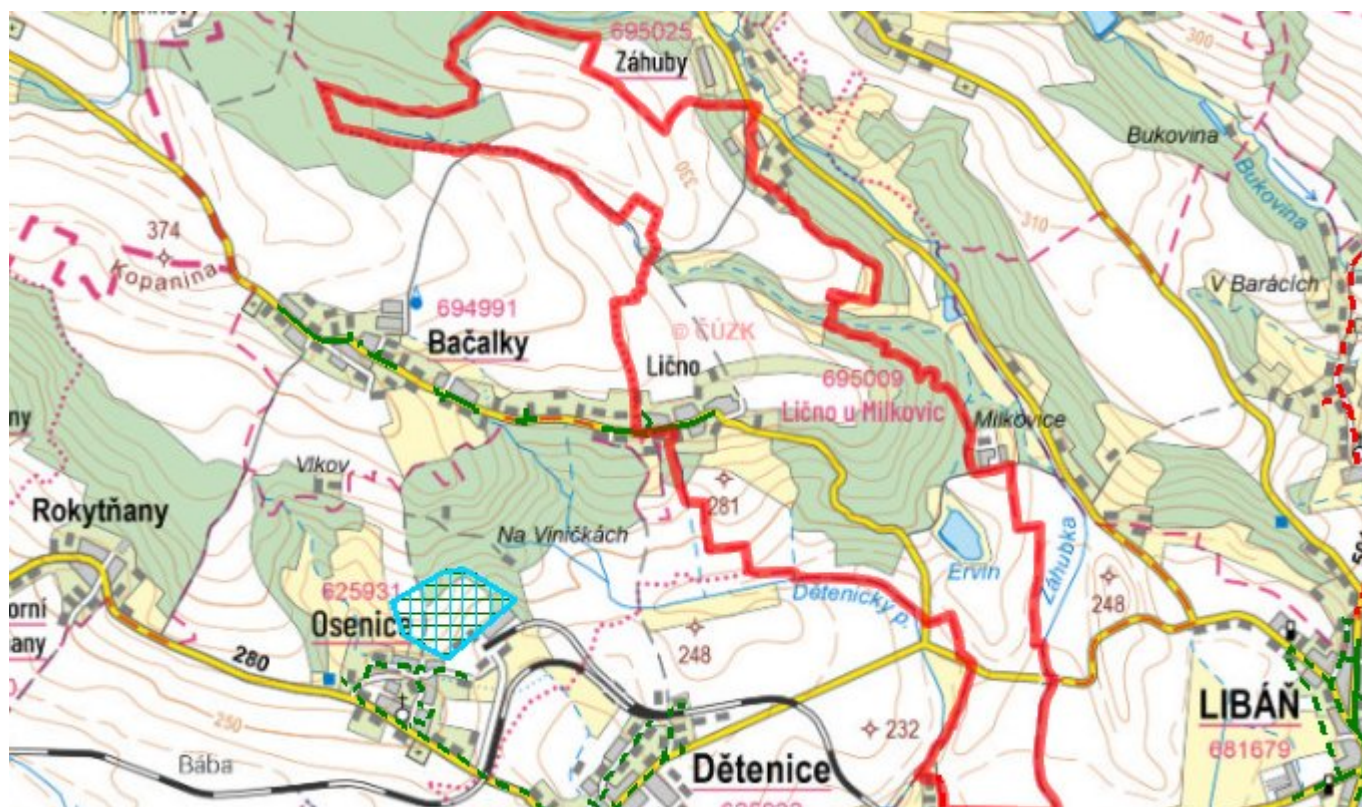 695025
Záhuby
300
Bukovina
Bukovina
330
310
374
Kopanina
V Barácích
694991
Bačalky
© ČÚZK
Lično
695009
Lično u Milkovic
Milkovice
Vlkov
281
Rokytňany
Na Viničkách
Ervín
Záhubka
625931
Dětenický p.
248
Osenice
248
280
LIBÁŇ
250
232
681679
Bába
Dětenice